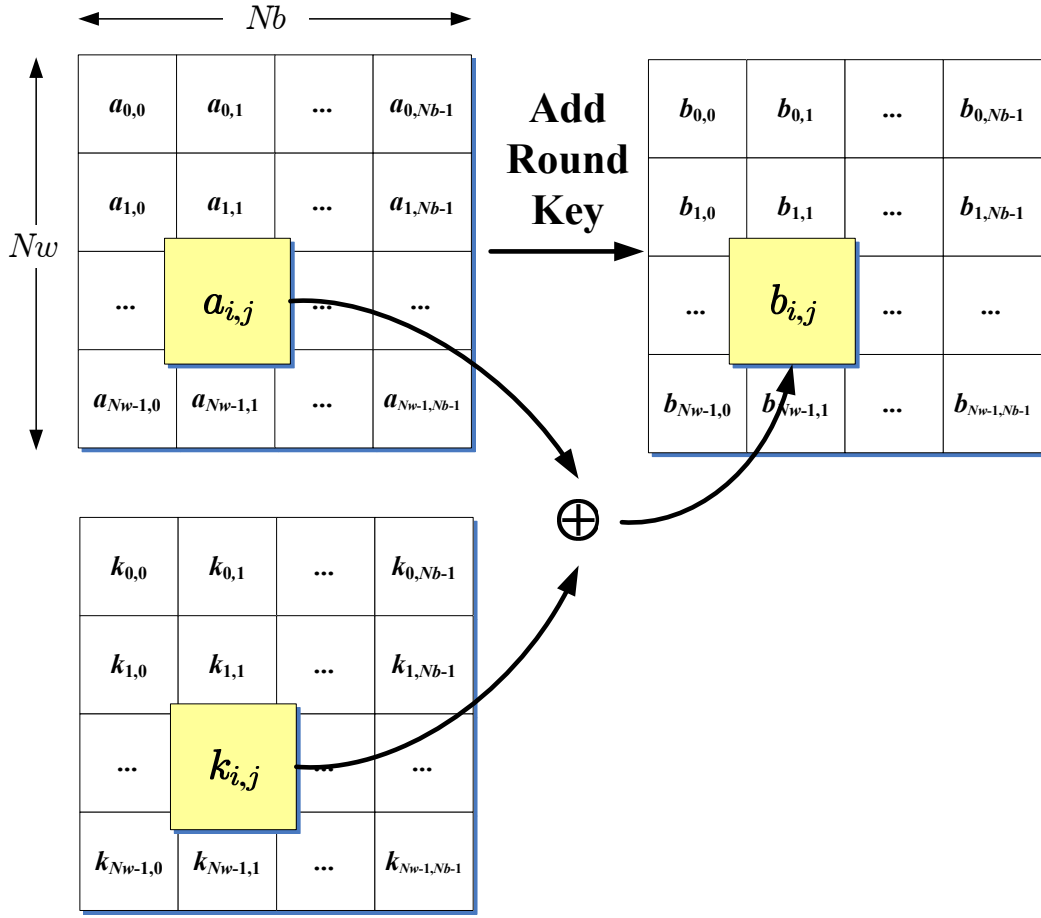 Nb
Nw
a0,0 a0,1 ... a0,Nb-1
a1,0 a1,1 ... a1,Nb-1
... ai,j ... ...
aNw-1,0 aNw-1,1 ... aNw-1,Nb-1
Add
Round
Key
b0,0 b0,1 ... b0,Nb-1
b1,0 b1,1 ... b1,Nb-1
... bi,j ... ...
bNw-1,0 bNw-1,1 ... bNw-1,Nb-1
⊕
k0,0 k0,1 ... k0,Nb-1
k1,0 k1,1 ... k1,Nb-1
... ki,j ... ...
kNw-1,0 kNw-1,1 ... kNw-1,Nb-1